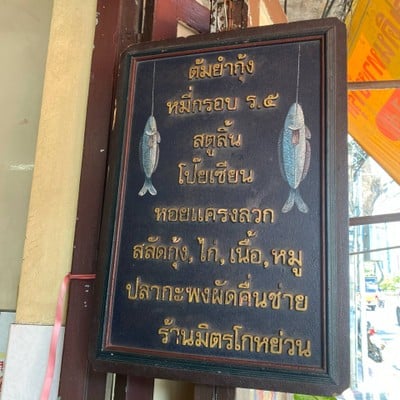 ต้มยำกุ้ง
หมี่กรอบ ร.๕
สตูลิ้น
โป๊ยเซียน
หอยแครงลวก
สลัดกุ้ง, ไก่, เนื้อ, หมู
ปลากะพงผัดคื่นช่าย
ร้านมิตรโกหย่วน